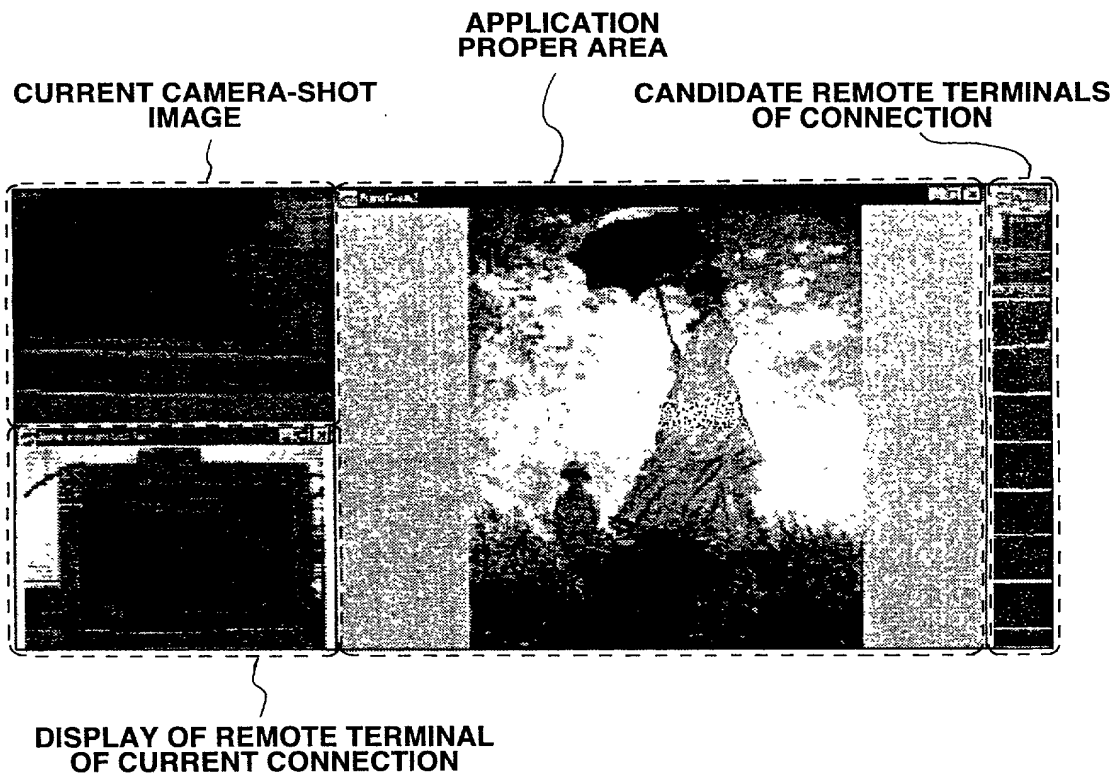 APPLICATION
PROPER AREA
CURRENT CAMERA-SHOT
IMAGE
CANDIDATE REMOTE TERMINALS
OF CONNECTION
DISPLAY OF REMOTE TERMINAL
OF CURRENT CONNECTION